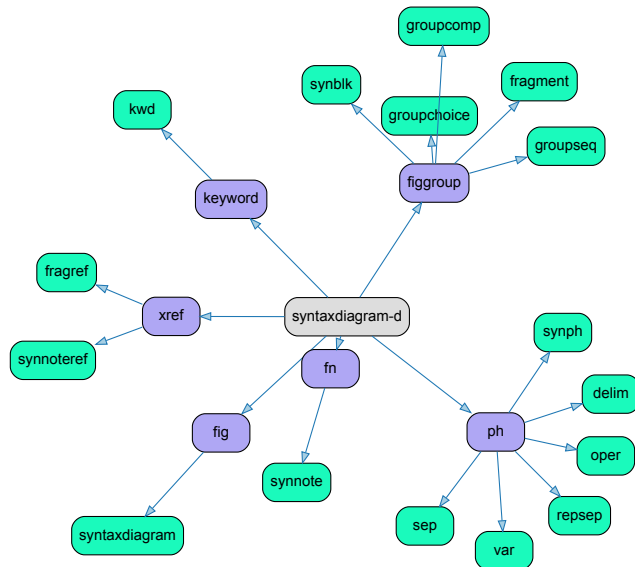 groupcomp
synblk
fragment
kwd
groupchoice
groupseq
keyword
figgroup
fragref
xref
syntaxdiagram-d
synph
synnoteref
fn
delim
fig
ph
oper
synnote
repsep
sep
syntaxdiagram
var